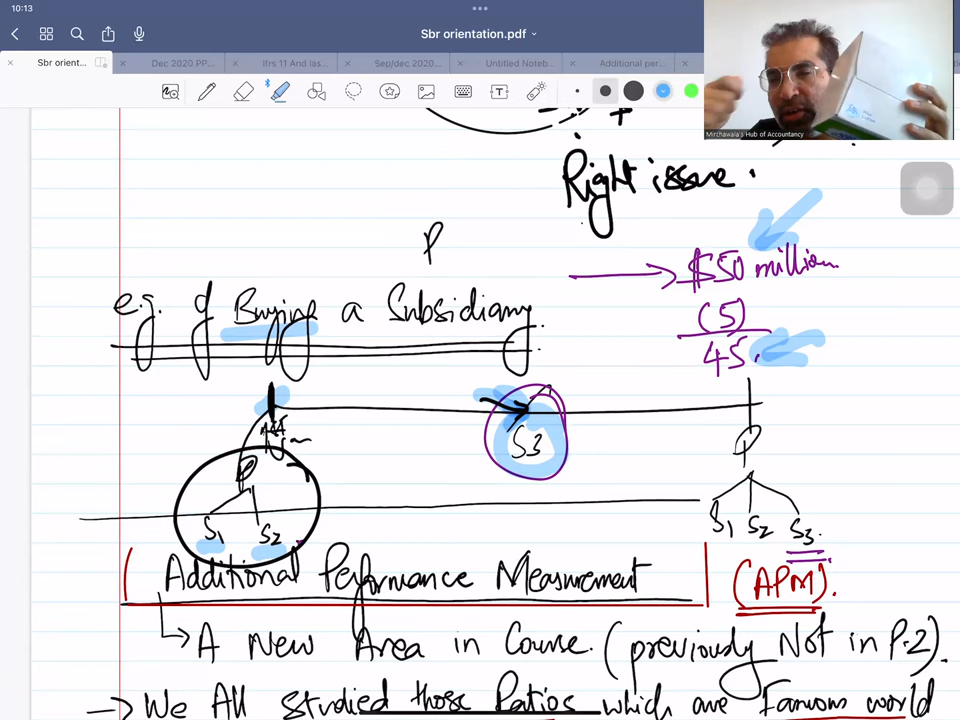 10:13
Sbr orientation.pdf
Sbr orient...
Dec 2020 PP...
Ifrs 11 And las...
Sep/dec 2020...
Untitled Noteb...
Additional per...
Mirchawala's Hub of Accountancy
Right issue.
P
$50 million
e.g. of Buying a Subsidiary.
(5)
45.
S3
P
P
S1 S2
S1 S2 S3
Additional Performance Measurement (APM).
A New Area in Course. (previously Not in P.2).
We All studied those Ratios which are Famous world